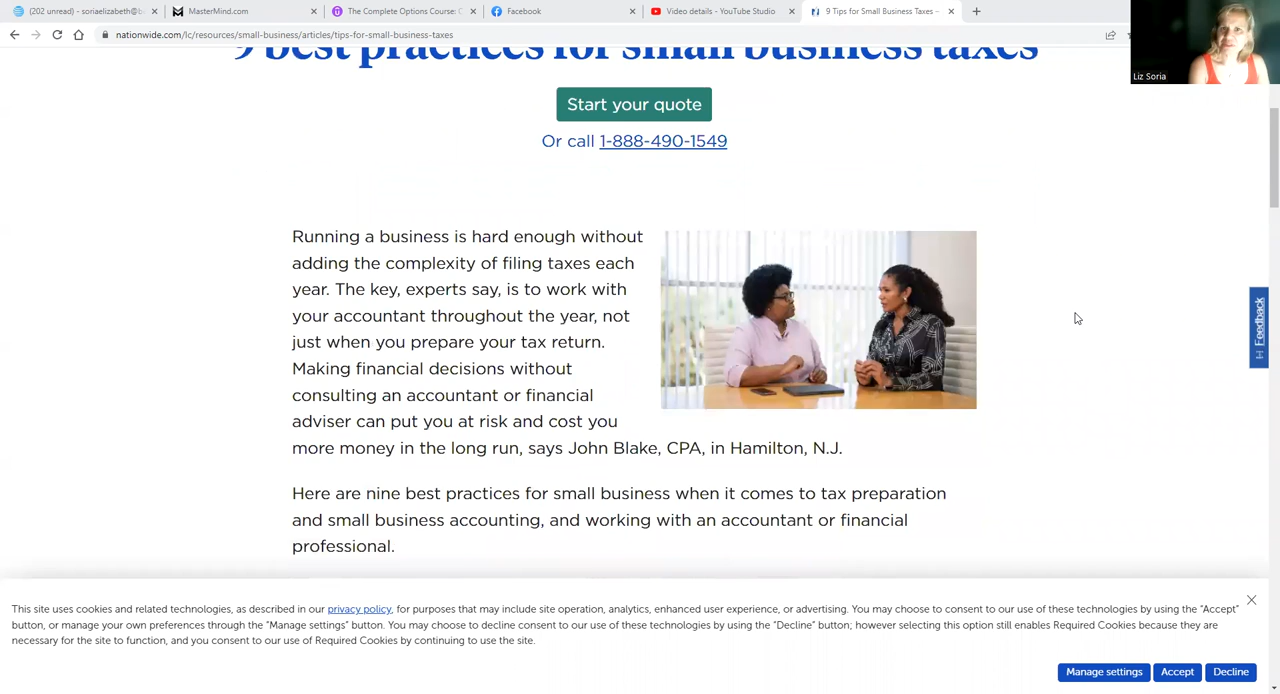 (202 unread) - soriaelizabeth@b
MasterMind.com
The Complete Options Course: C
Facebook
Video details - YouTube Studio
9 Tips for Small Business Taxes –
nationwide.com/lc/resources/small-business/articles/tips-for-small-business-taxes
Liz Soria
9 best practices for small business taxes
Start your quote
Or call 1-888-490-1549
Running a business is hard enough without
adding the complexity of filing taxes each
year. The key, experts say, is to work with
your accountant throughout the year, not
just when you prepare your tax return.
Making financial decisions without
consulting an accountant or financial
adviser can put you at risk and cost you
more money in the long run, says John Blake, CPA, in Hamilton, N.J.
Feedback
Here are nine best practices for small business when it comes to tax preparation
and small business accounting, and working with an accountant or financial
professional.
This site uses cookies and related technologies, as described in our privacy policy, for purposes that may include site operation, analytics, enhanced user experience, or advertising. You may choose to consent to our use of these technologies by using the "Accept"
button, or manage your own preferences through the "Manage settings" button. You may choose to decline consent to our use of these technologies by using the "Decline" button; however selecting this option still enables Required Cookies because they are
necessary for the site to function, and you consent to our use of Required Cookies by continuing to use the site.
Manage settings
Accept
Decline